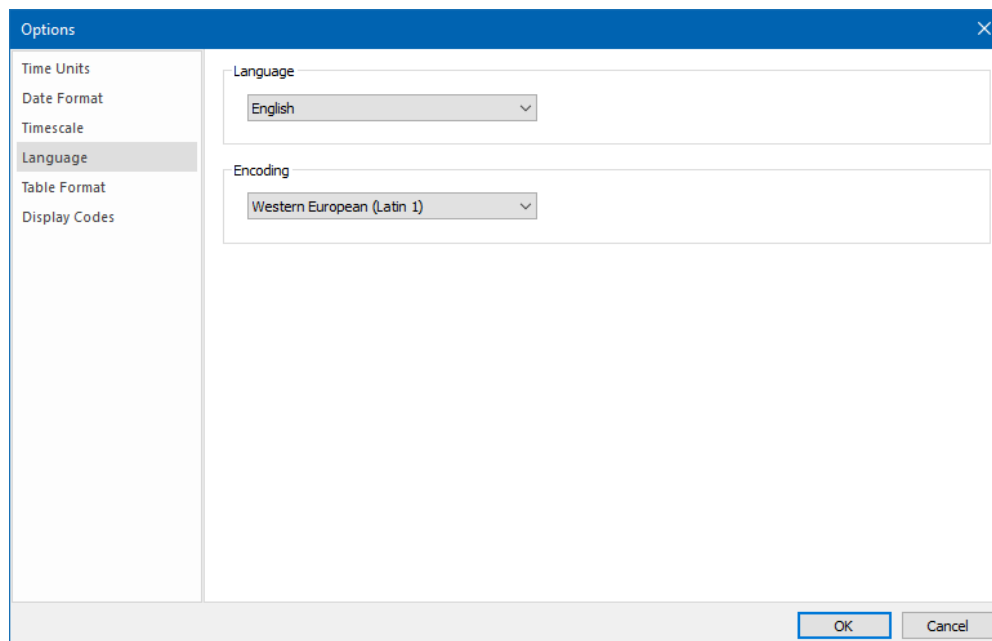 Options
Time Units
Date Format
Timescale
Language
Table Format
Display Codes
Language
English
Encoding
Western European (Latin 1)
OK
Cancel